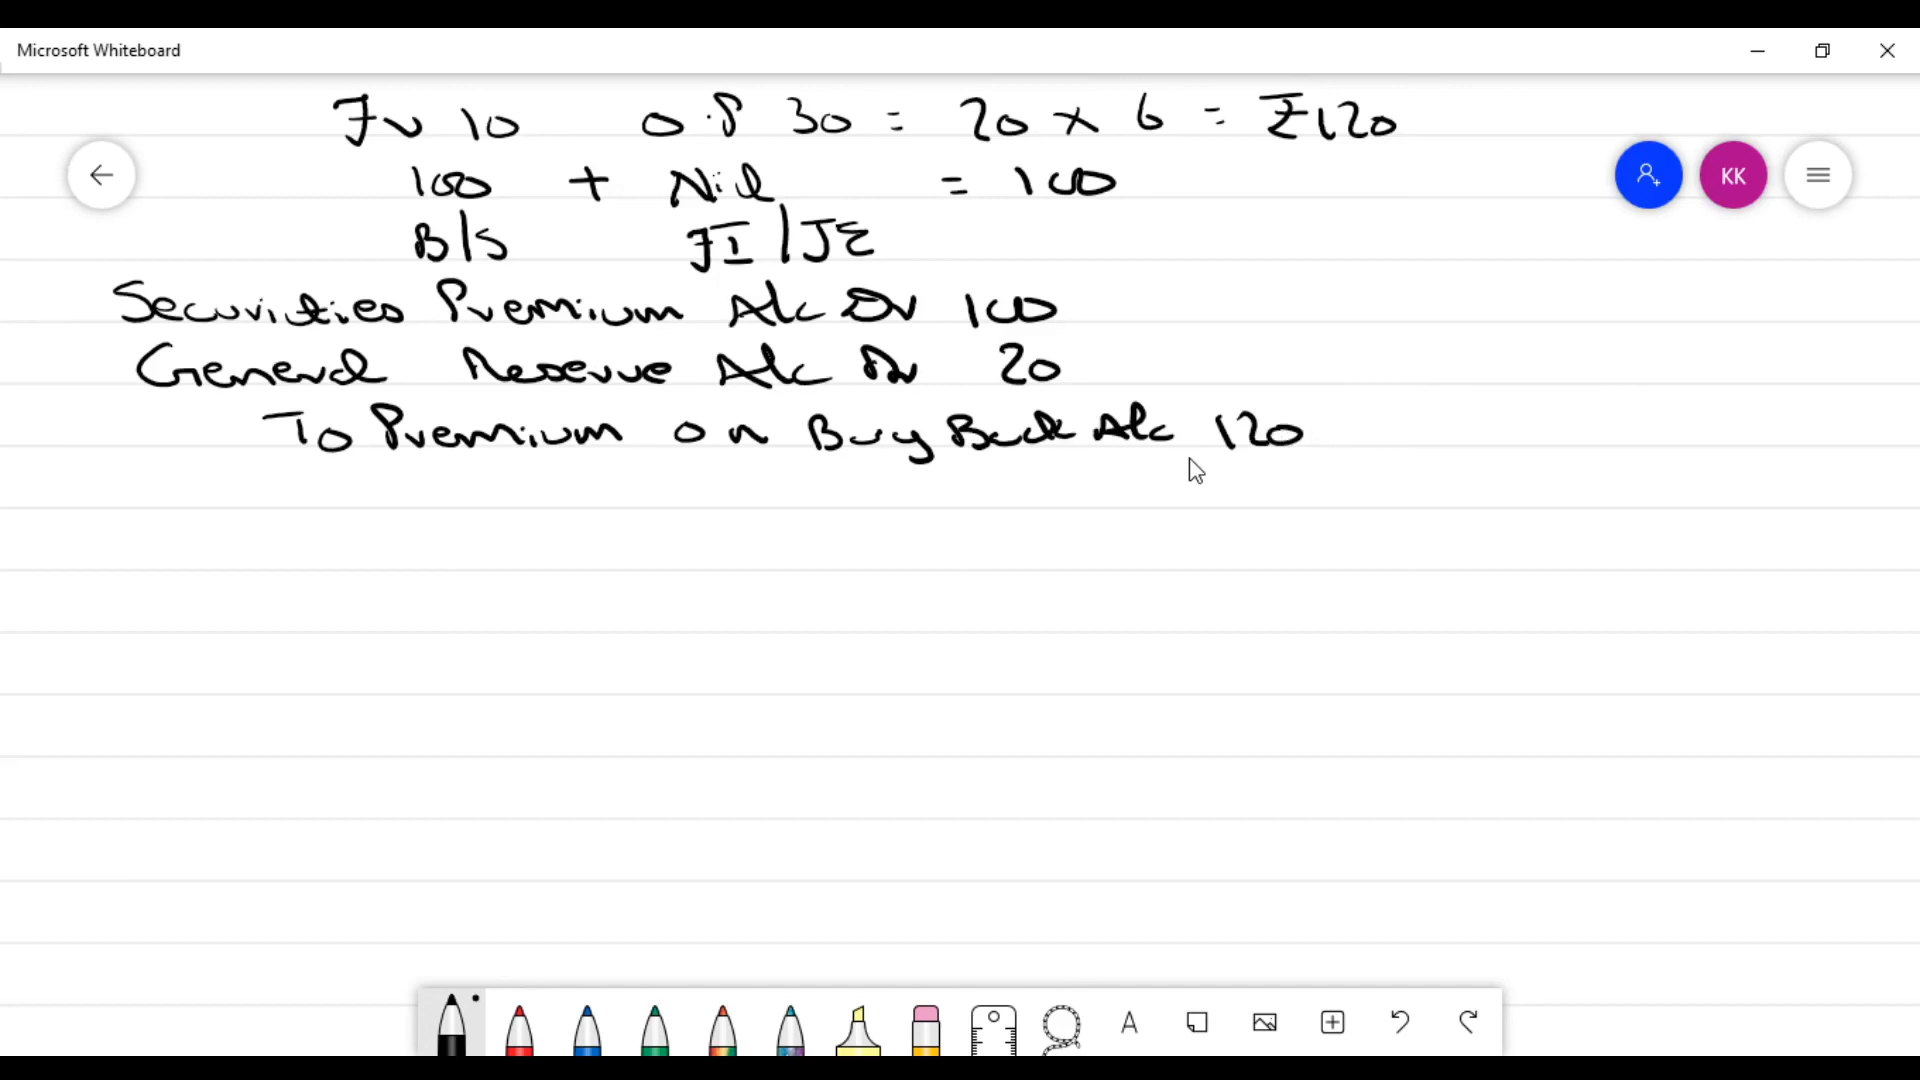 Microsoft Whiteboard
Fv 10 O.P 30 = 20 x 6 = ₹120
100 + Nil = 100
B/S FI/JE
KK
Securities Premium A/c Dr 100
General Reserve A/c Dr 20
To Premium on Buy Back A/c 120
A